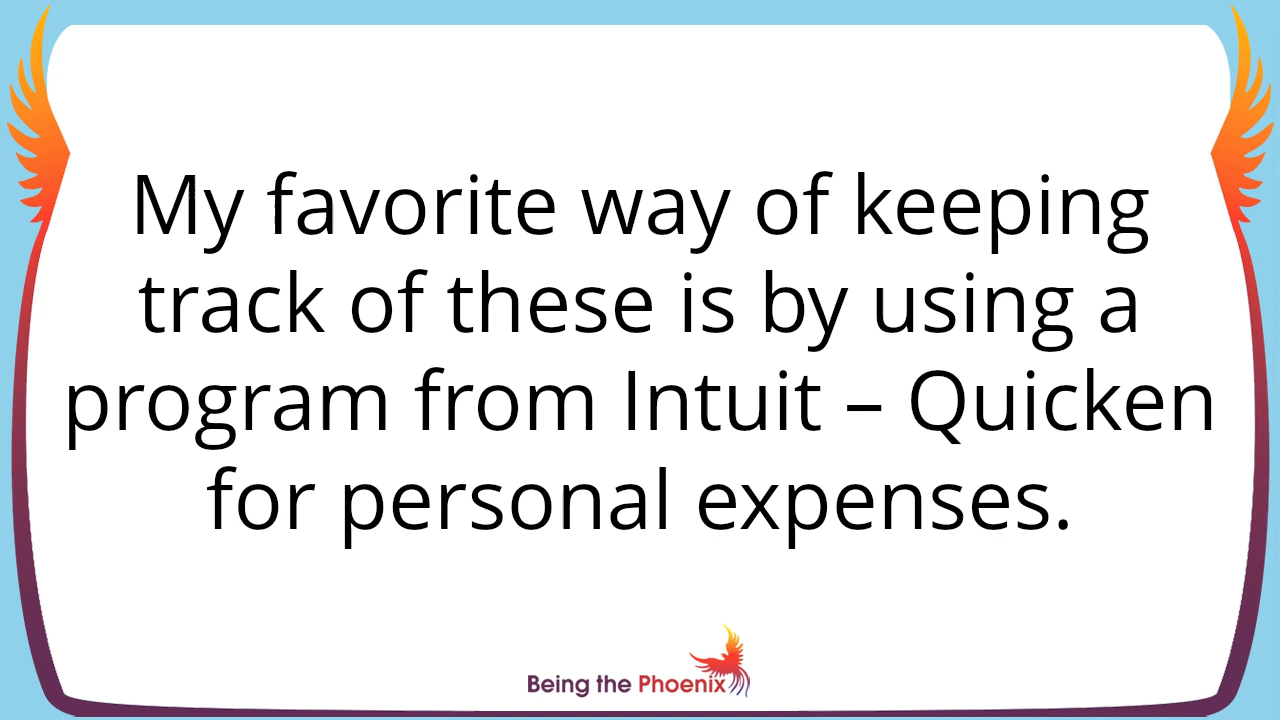 My favorite way of keeping
track of these is by using a
program from Intuit – Quicken
for personal expenses.
Being the Phoenix